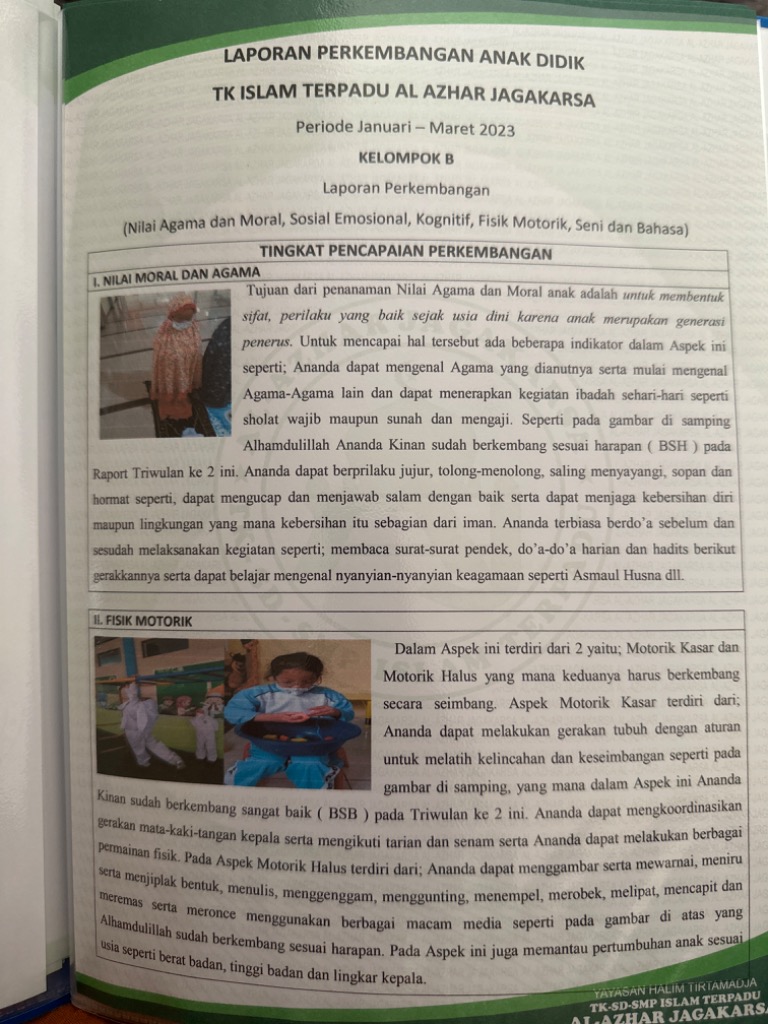 LAPORAN PERKEMBANGAN ANAK DIDIK
TK ISLAM TERPADU AL AZHAR JAGAKARSA
Periode Januari – Maret 2023
KELOMPOK B
Laporan Perkembangan
(Nilai Agama dan Moral, Sosial Emosional, Kognitif, Fisik Motorik, Seni dan Bahasa)
TINGKAT PENCAPAIAN PERKEMBANGAN
I. NILAI MORAL DAN AGAMA
Tujuan dari penanaman Nilai Agama dan Moral anak adalah untuk membentuk
sifat, perilaku yang baik sejak usia dini karena anak merupakan generasi
penerus. Untuk mencapai hal tersebut ada beberapa indikator dalam Aspek ini
seperti; Ananda dapat mengenal Agama yang dianutnya serta mulai mengenal
Agama-Agama lain dan dapat menerapkan kegiatan ibadah sehari-hari seperti
sholat wajib maupun sunah dan mengaji. Seperti pada gambar di samping
Alhamdulillah Ananda Kinan sudah berkembang sesuai harapan ( BSH ) pada
Raport Triwulan ke 2 ini. Ananda dapat berprilaku jujur, tolong-menolong, saling menyayangi, sopan dan
hormat seperti, dapat mengucap dan menjawab salam dengan baik serta dapat menjaga kebersihan diri
maupun lingkungan yang mana kebersihan itu sebagian dari iman. Ananda terbiasa berdo'a sebelum dan
sesudah melaksanakan kegiatan seperti; membaca surat-surat pendek, do'a-do'a harian dan hadits berikut
gerakkannya serta dapat belajar mengenal nyanyian-nyanyian keagamaan seperti Asmaul Husna dll.
II. FISIK MOTORIK
Dalam Aspek ini terdiri dari 2 yaitu; Motorik Kasar dan
Motorik Halus yang mana keduanya harus berkembang
secara seimbang. Aspek Motorik Kasar terdiri dari;
Ananda dapat melakukan gerakan tubuh dengan aturan
untuk melatih kelincahan dan keseimbangan seperti pada
gambar di samping, yang mana dalam Aspek ini Ananda
Kinan sudah berkembang sangat baik ( BSB ) pada Triwulan ke 2 ini. Ananda dapat mengkoordinasikan
gerakan mata-kaki-tangan kepala serta mengikuti tarian dan senam serta Ananda dapat melakukan berbagai
permainan fisik. Pada Aspek Motorik Halus terdiri dari; Ananda dapat menggambar serta mewarnai, meniru
serta menjiplak bentuk, menulis, menggenggam, menggunting, menempel, merobek, melipat, mencapit dan
meremas serta meronce menggunakan berbagai macam media seperti pada gambar di atas yang
Alhamdulillah sudah berkembang sesuai harapan. Pada Aspek ini juga memantau pertumbuhan anak sesuai
usia seperti berat badan, tinggi badan dan lingkar kepala.
YAYASAN HALIM TIRTAMADJA
TK-SD-SMP ISLAM TERPADU
AL-AZHAR JAGAKARSA